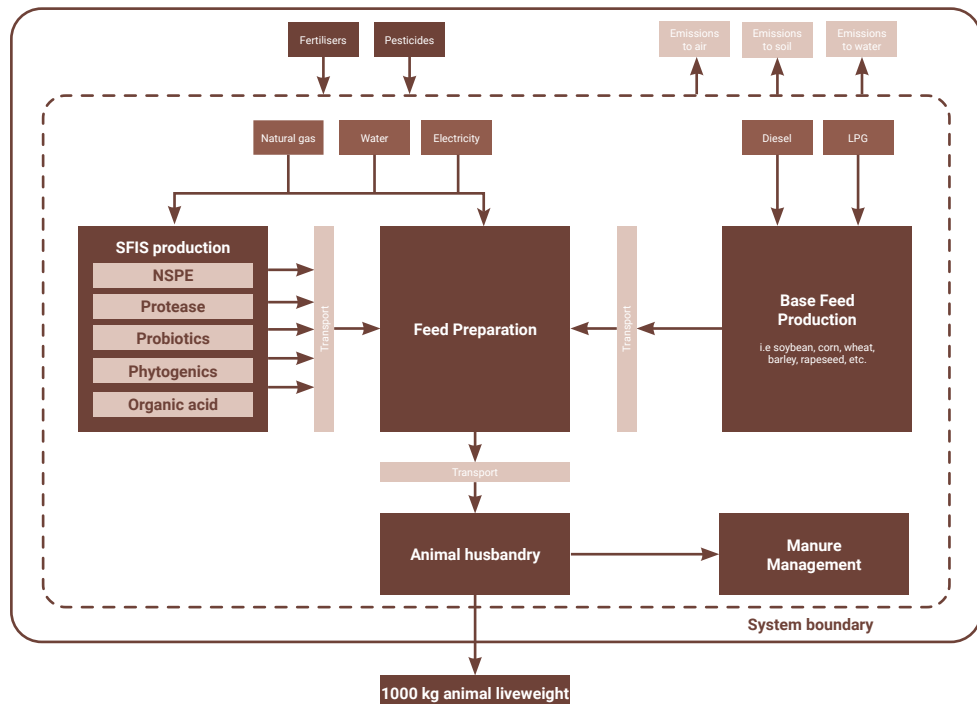 Fertilisers
Pesticides
Emissions
to air
Emissions
to soil
Emissions
to water
Natural gas
Water
Electricity
Diesel
LPG
SFIS production
NSPE
Protease
Probiotics
Phytogenics
Organic acid
Transport
Feed Preparation
Transport
Base Feed
Production
i.e soybean, corn, wheat,
barley, rapeseed, etc.
Transport
Animal husbandry
Manure
Management
System boundary
1000 kg animal liveweight